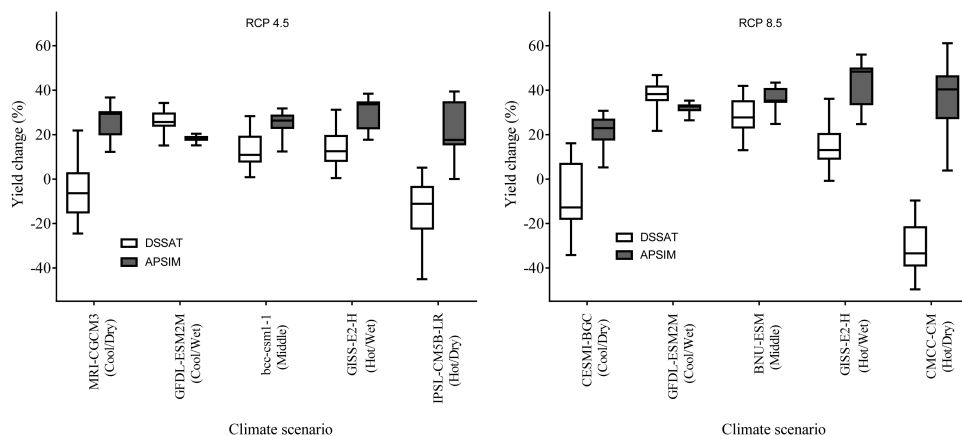 RCP 4.5
Yield change (%)
60
40
20
0
-20
-40
DSSAT
APSIM
MRI-CGCM3
(Cool/Dry)
GFDL-ESM2M
(Cool/Wet)
bcc-csm1-1
(Middle)
GISS-E2-H
(Hot/Wet)
IPSL-CM5B-LR
(Hot/Dry)
Climate scenario
RCP 8.5
Yield change (%)
60
40
20
0
-20
-40
DSSAT
APSIM
CESMI-BGC
(Cool/Dry)
GFDL-ESM2M
(Cool/Wet)
BNU-ESM
(Middle)
GISS-E2-H
(Hot/Wet)
CMCC-CM
(Hot/Dry)
Climate scenario